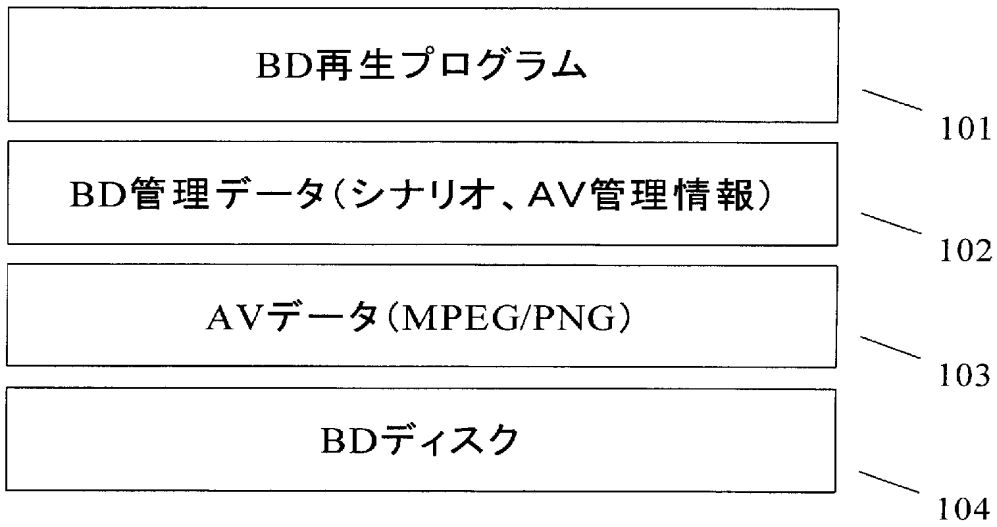 BD再生プログラム
101
BD管理データ(シナリオ、AV管理情報)
102
AVデータ(MPEG/PNG)
103
BDディスク
104